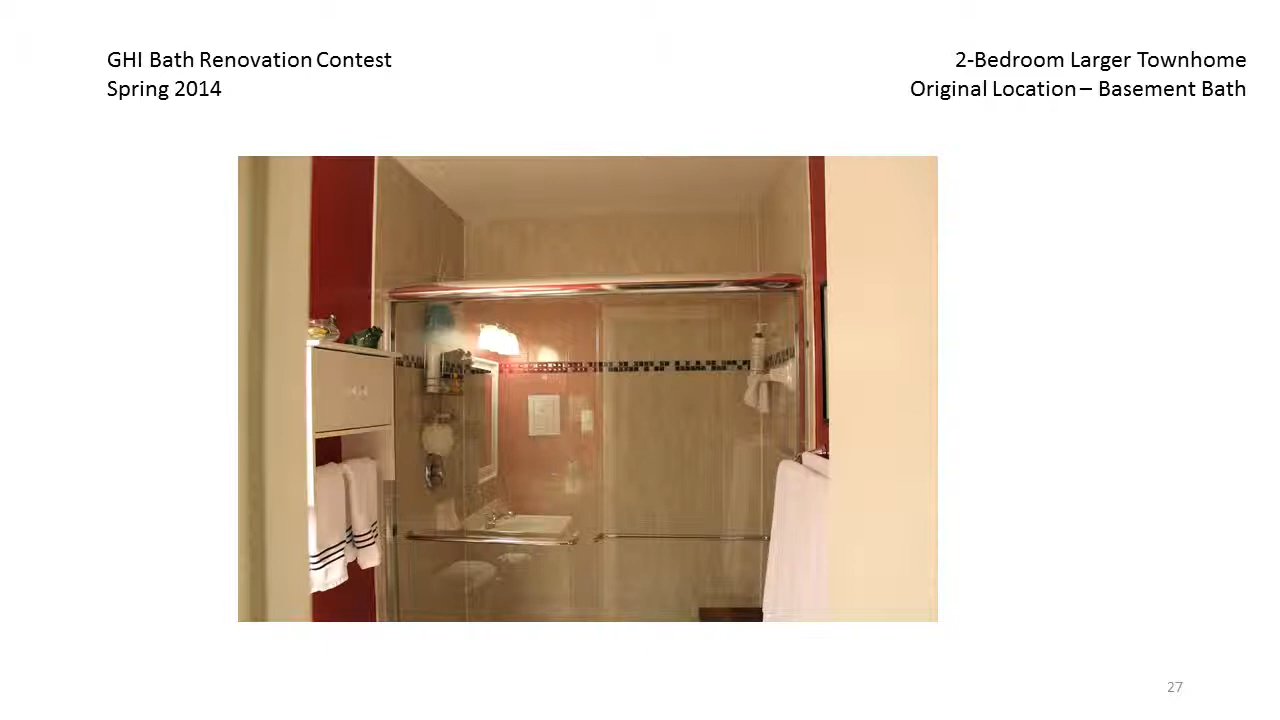 GHI Bath Renovation Contest
Spring 2014
2-Bedroom Larger Townhome
Original Location – Basement Bath
27